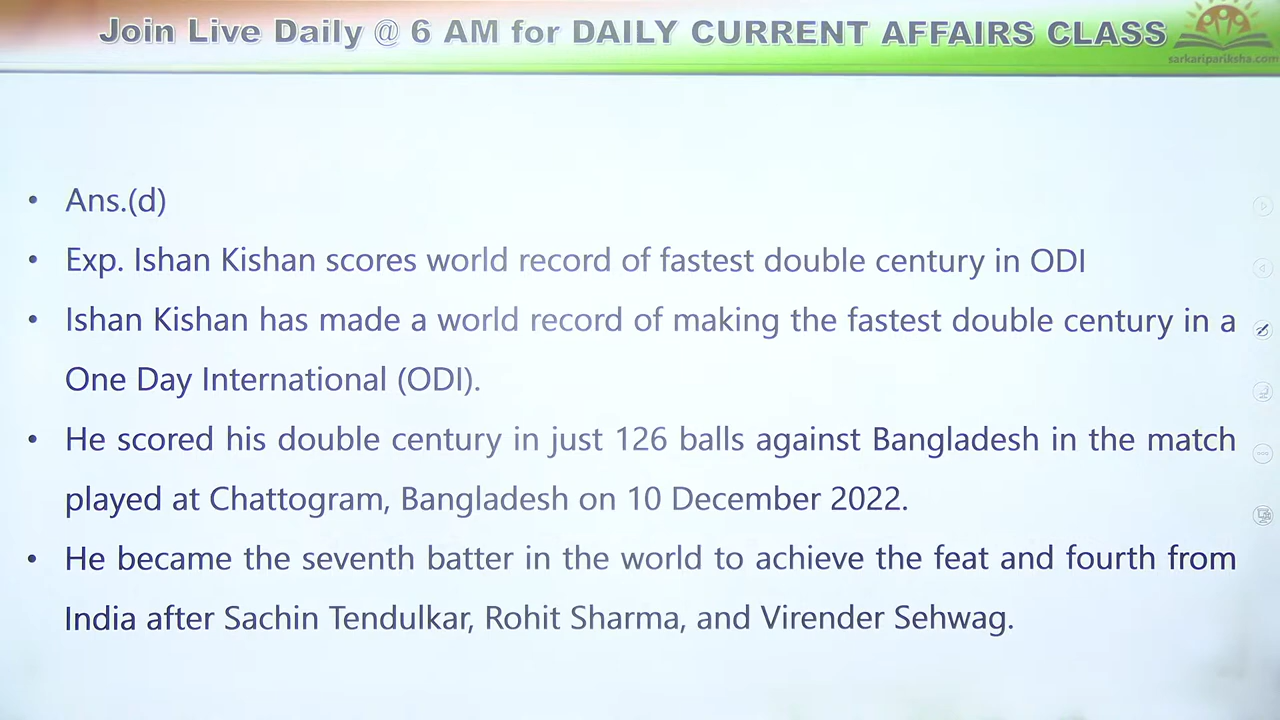 Join Live Daily @ 6 AM for DAILY CURRENT AFFAIRS CLASS
sarkaripariksha.com
• Ans.(d)
• Exp. Ishan Kishan scores world record of fastest double century in ODI
• Ishan Kishan has made a world record of making the fastest double century in a
One Day International (ODI).
• He scored his double century in just 126 balls against Bangladesh in the match
played at Chattogram, Bangladesh on 10 December 2022.
• He became the seventh batter in the world to achieve the feat and fourth from
India after Sachin Tendulkar, Rohit Sharma, and Virender Sehwag.